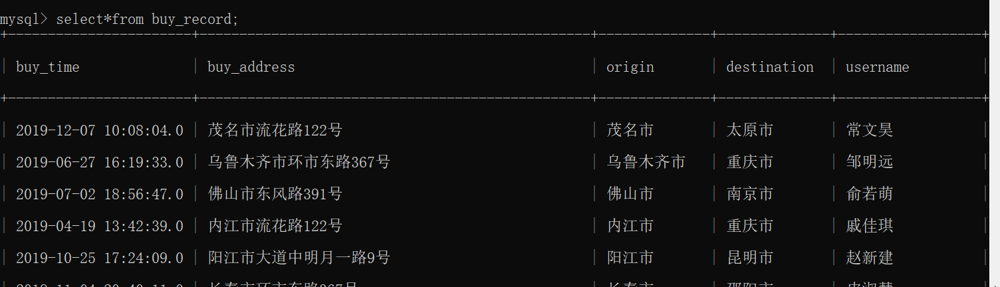 mysql> select*from buy_record;
buy_time buy_address origin destination username
2019-12-07 10:08:04.0 茂名市流花路122号 茂名市 太原市 常文昊
2019-06-27 16:19:33.0 乌鲁木齐市环市东路367号 乌鲁木齐市 重庆市 邹明远
2019-07-02 18:56:47.0 佛山市东风路391号 佛山市 南京市 俞若萌
2019-04-19 13:42:39.0 内江市流花路122号 内江市 重庆市 戚佳琪
2019-10-25 17:24:09.0 阳江市大道中明月一路9号 阳江市 昆明市 赵新建